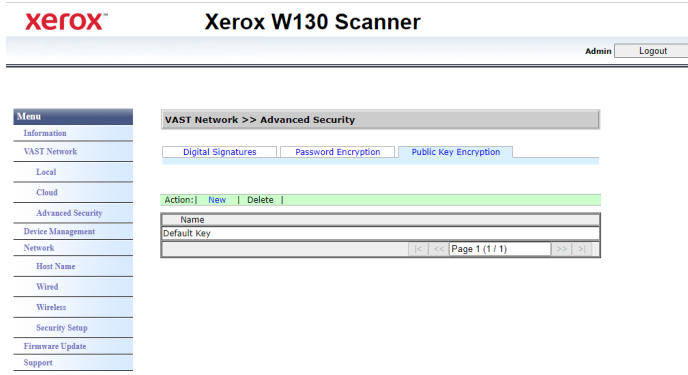 xerox™ Xerox W130 Scanner
Admin Logout
Menu
Information
VAST Network
Local
Cloud
Advanced Security
Device Management
Network
Host Name
Wired
Wireless
Security Setup
Firmware Update
Support
VAST Network >> Advanced Security
Digital Signatures Password Encryption Public Key Encryption
Action:| New | Delete |
Name
Default Key
|< << Page 1 (1 / 1) >> >|